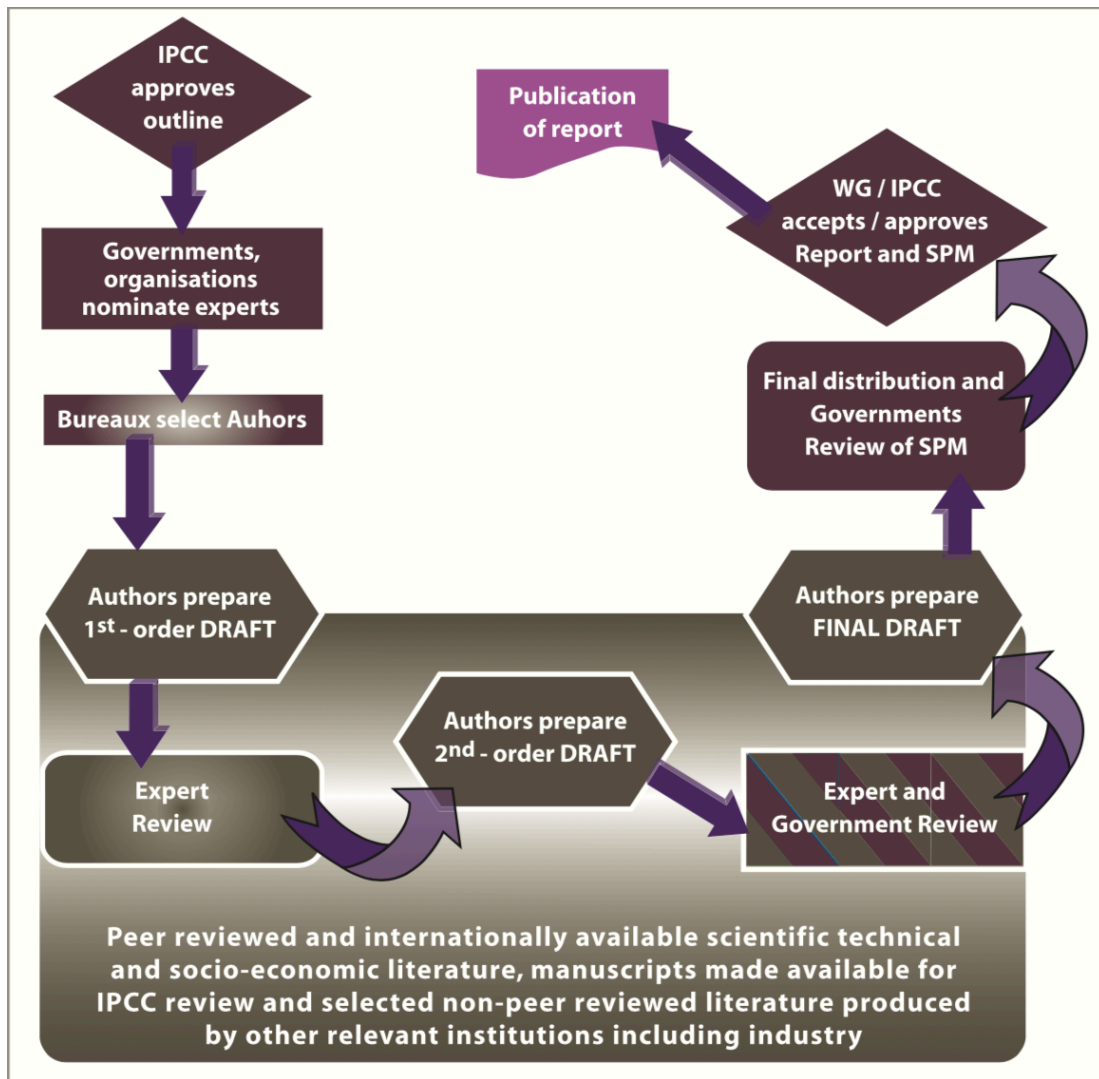 IPCC
approves
outline
Governments,
organisations
nominate experts
Bureaux select Auhors
Authors prepare
1st - order DRAFT
Expert
Review
Authors prepare
2nd - order DRAFT
Expert and
Government Review
Authors prepare
FINAL DRAFT
Final distribution and
Governments
Review of SPM
WG / IPCC
accepts / approves
Report and SPM
Publication
of report
Peer reviewed and internationally available scientific technical
and socio-economic literature, manuscripts made available for
IPCC review and selected non-peer reviewed literature produced
by other relevant institutions including industry